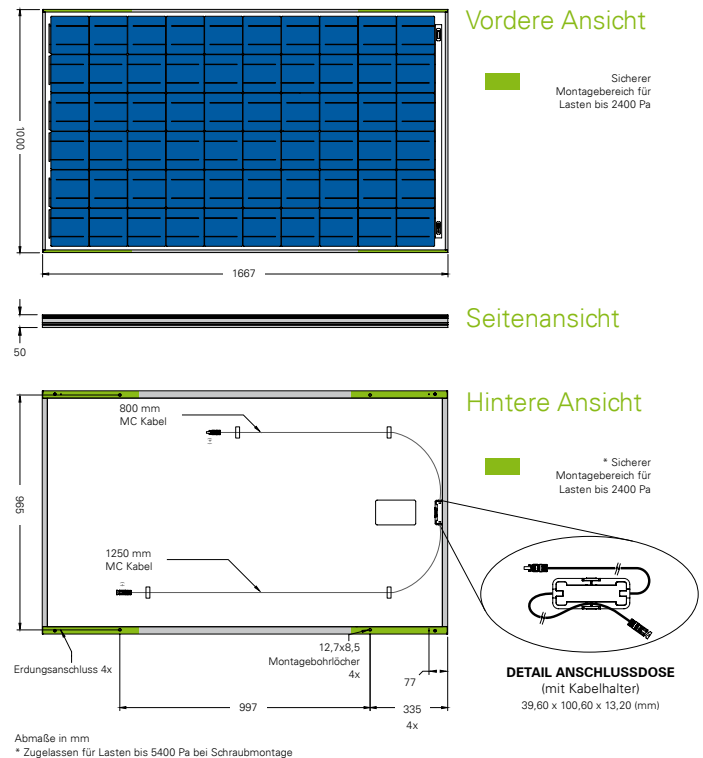 Vordere Ansicht
Sicherer
Montagebereich für
Lasten bis 2400 Pa
1000
1667
Seitenansicht
50
Hintere Ansicht
800 mm
MC Kabel
* Sicherer
Montagebereich für
Lasten bis 2400 Pa
965
1250 mm
MC Kabel
12,7x8,5
Montagebohrlöcher
4x
Erdungsanschluss 4x
77
997
335
4x
DETAIL ANSCHLUSSDOSE
(mit Kabelhalter)
39,60 x 100,60 x 13,20 (mm)
Abmaße in mm
* Zugelassen für Lasten bis 5400 Pa bei Schraubmontage